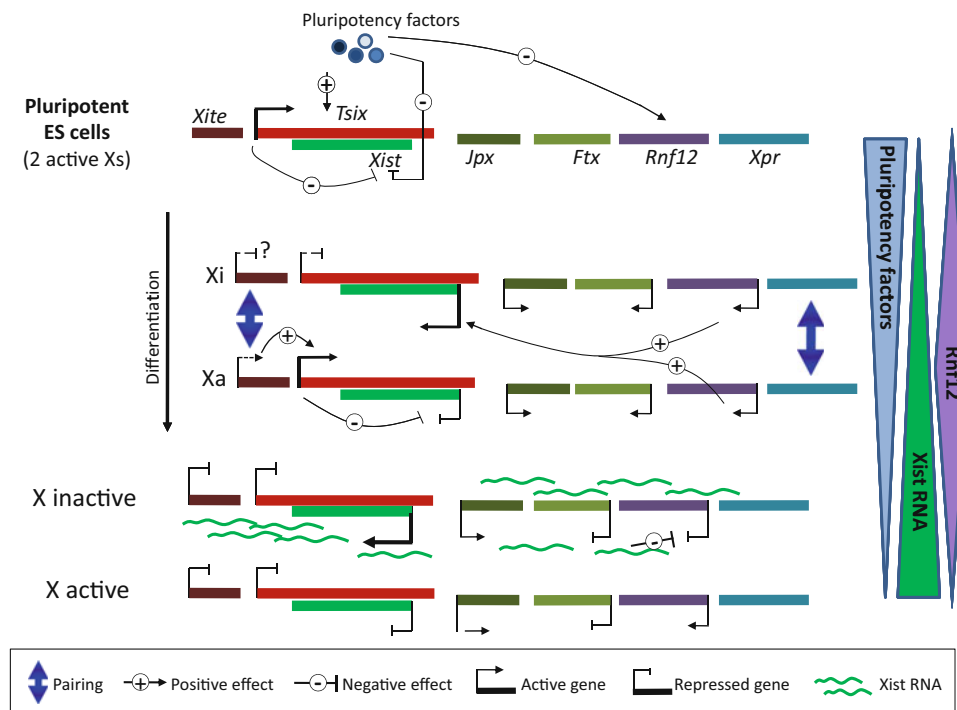 Pluripotency factors
+
-
-
Pluripotent
ES cells
(2 active Xs)
Xite
Tsix
Xist
-
Jpx
Ftx
Rnf12
Xpr
Differentiation
?
Xi
+
+
+
Xa
-
X inactive
-
X active
Pluripotency factors
Xist RNA
Rnf12
Pairing
+ Positive effect
- Negative effect
Active gene
Repressed gene
Xist RNA